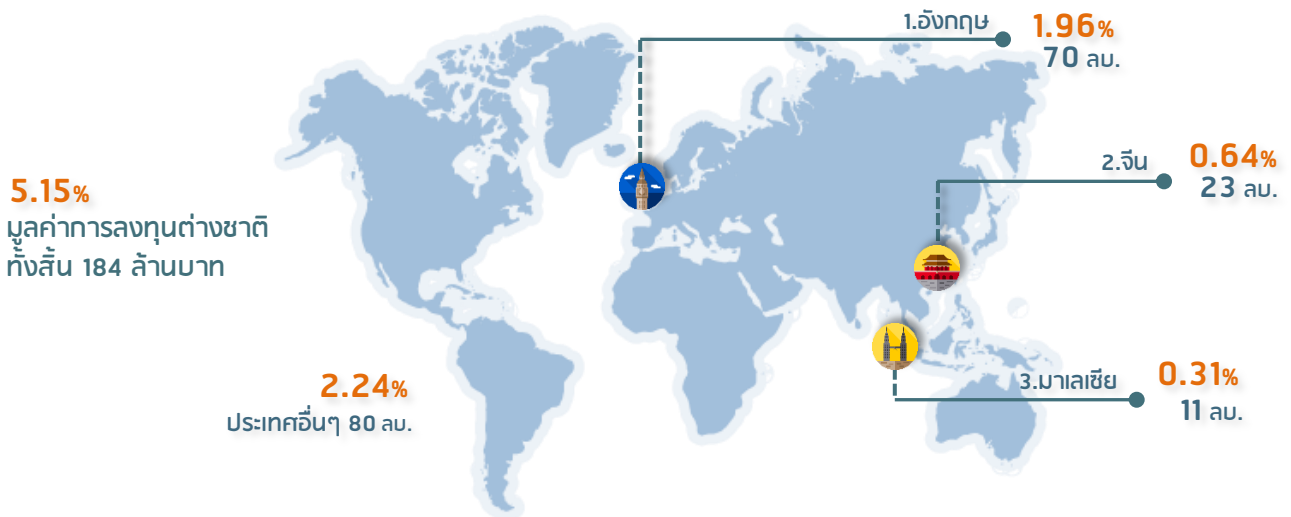 1.อังกฤษ
1.96%
70 ลบ.
2.จีน
0.64%
23 ลบ.
5.15%
มูลค่าการลงทุนต่างชาติ
ทั้งสิ้น 184 ล้านบาท
3.มาเลเซีย
0.31%
11 ลบ.
2.24%
ประเทศอื่นๆ 80 ลบ.